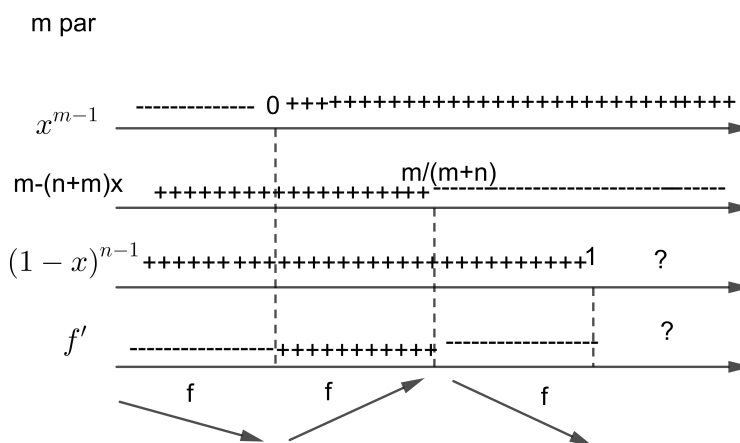 m par
---------------- 0 +++++++++++++++++++++++++++++++
x^{m-1}
m-(n+m)x ++++++++++++++++++ m/(m+n) ----------------------------------------
(1-x)^{n-1} ++++++++++++++++++++++++++++++ 1 ?
f' -------------------- +++++++++++ --------------------- ?
f f f